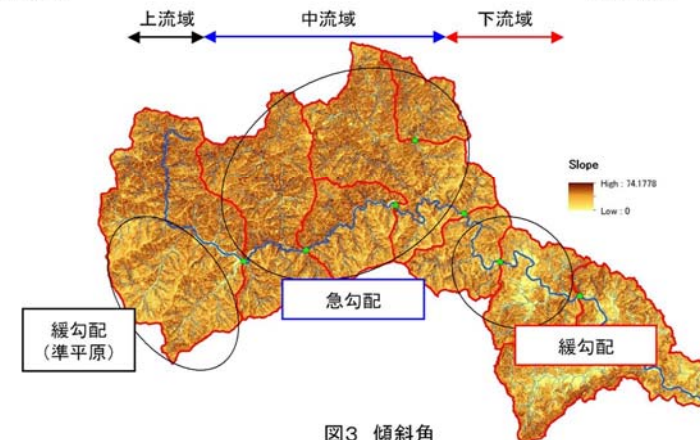 上流域
中流域
下流域
Slope
High : 74.1778
Low : 0
急勾配
緩勾配
(準平原)
緩勾配
図3 傾斜角